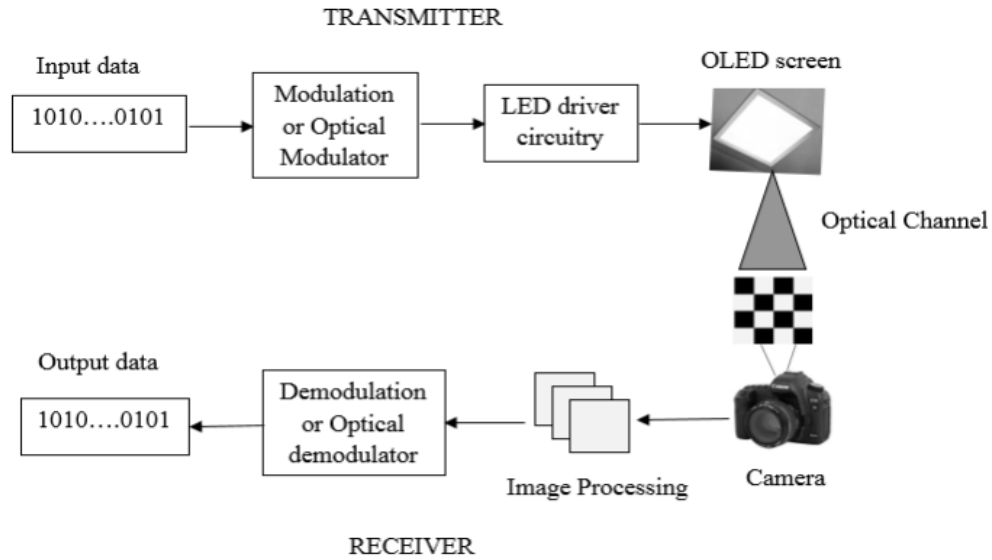 TRANSMITTER
Input data
1010....0101
Modulation
or Optical
Modulator
LED driver
circuitry
OLED screen
Optical Channel
Output data
1010....0101
Demodulation
or Optical
demodulator
Image Processing
Camera
RECEIVER